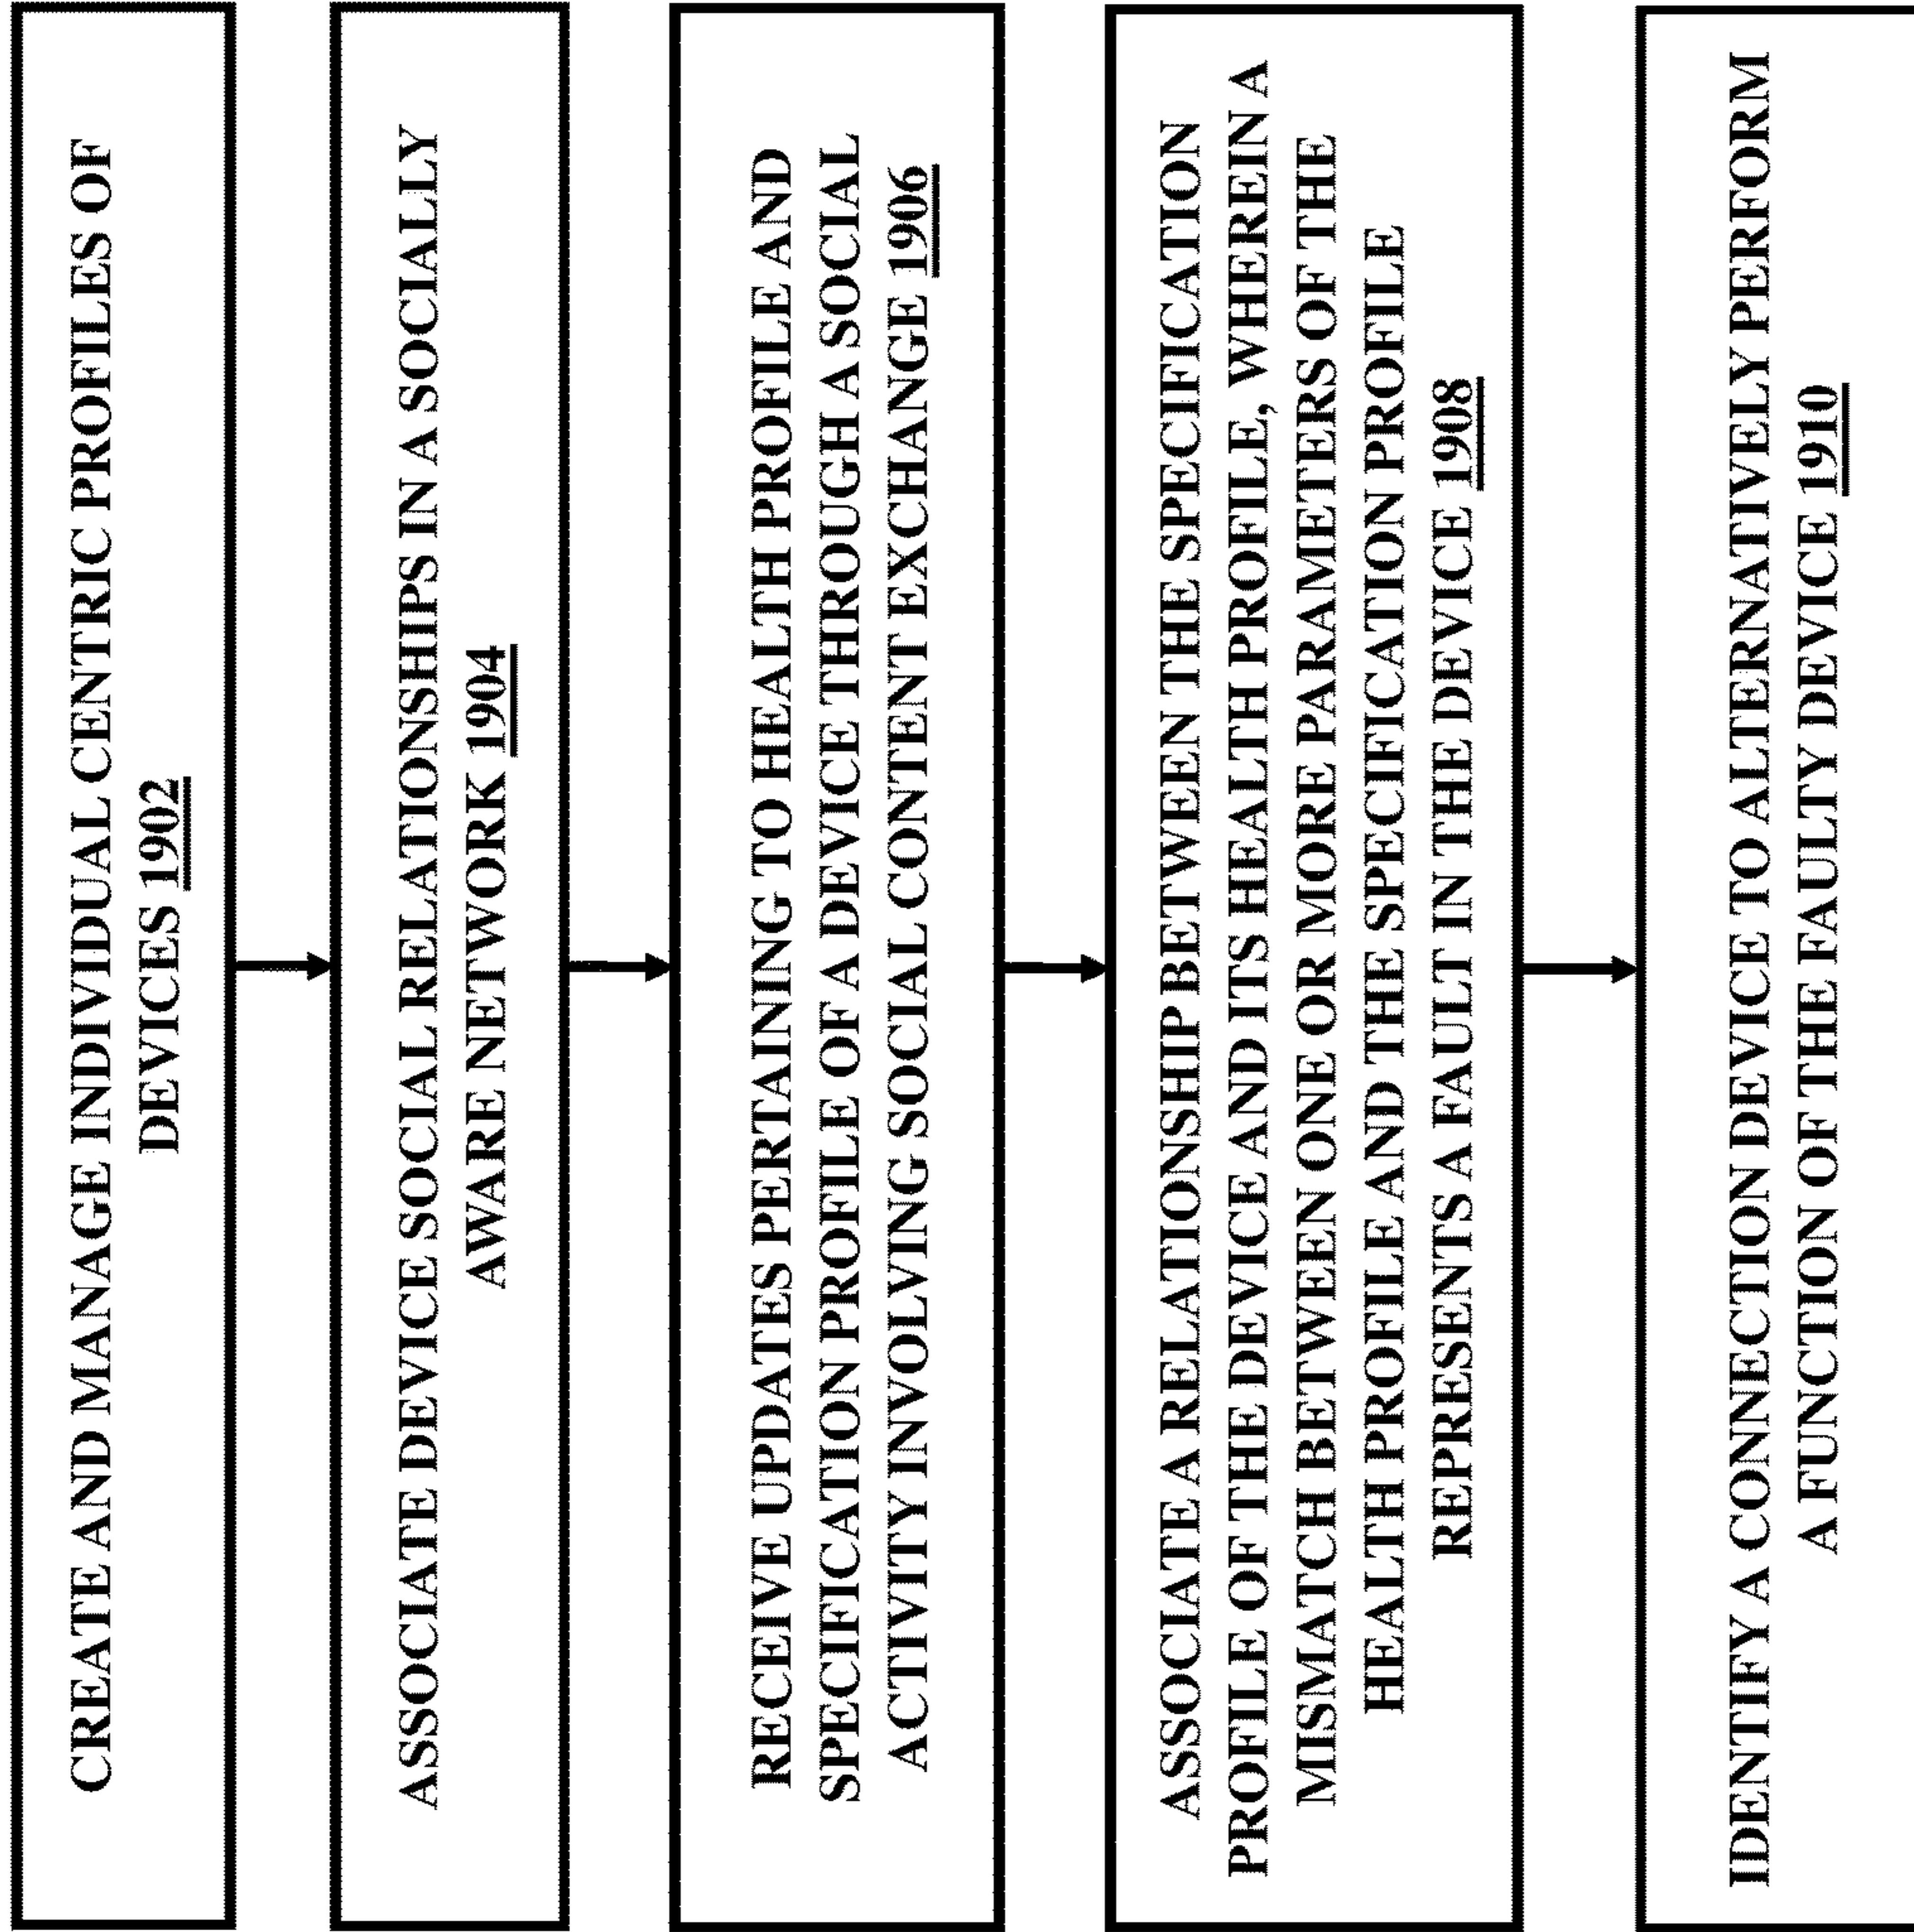 CREATE AND MANAGE INDIVIDUAL CENTRIC PROFILES OF
DEVICES 1902
ASSOCIATE DEVICE SOCIAL RELATIONSHIPS IN A SOCIALLY
AWARE NETWORK 1904
RECEIVE UPDATES PERTAINING TO HEALTH PROFILE AND
SPECIFICATION PROFILE OF A DEVICE THROUGH A SOCIAL
ACTIVITY INVOLVING SOCIAL CONTENT EXCHANGE 1906
ASSOCIATE A RELATIONSHIP BETWEEN THE SPECIFICATION
PROFILE OF THE DEVICE AND ITS HEALTH PROFILE, WHEREIN A
MISMATCH BETWEEN ONE OR MORE PARAMETERS OF THE
HEALTH PROFILE AND THE SPECIFICATION PROFILE
REPRESENTS A FAULT IN THE DEVICE 1908
IDENTIFY A CONNECTION DEVICE TO ALTERNATIVELY PERFORM
A FUNCTION OF THE FAULTY DEVICE 1910